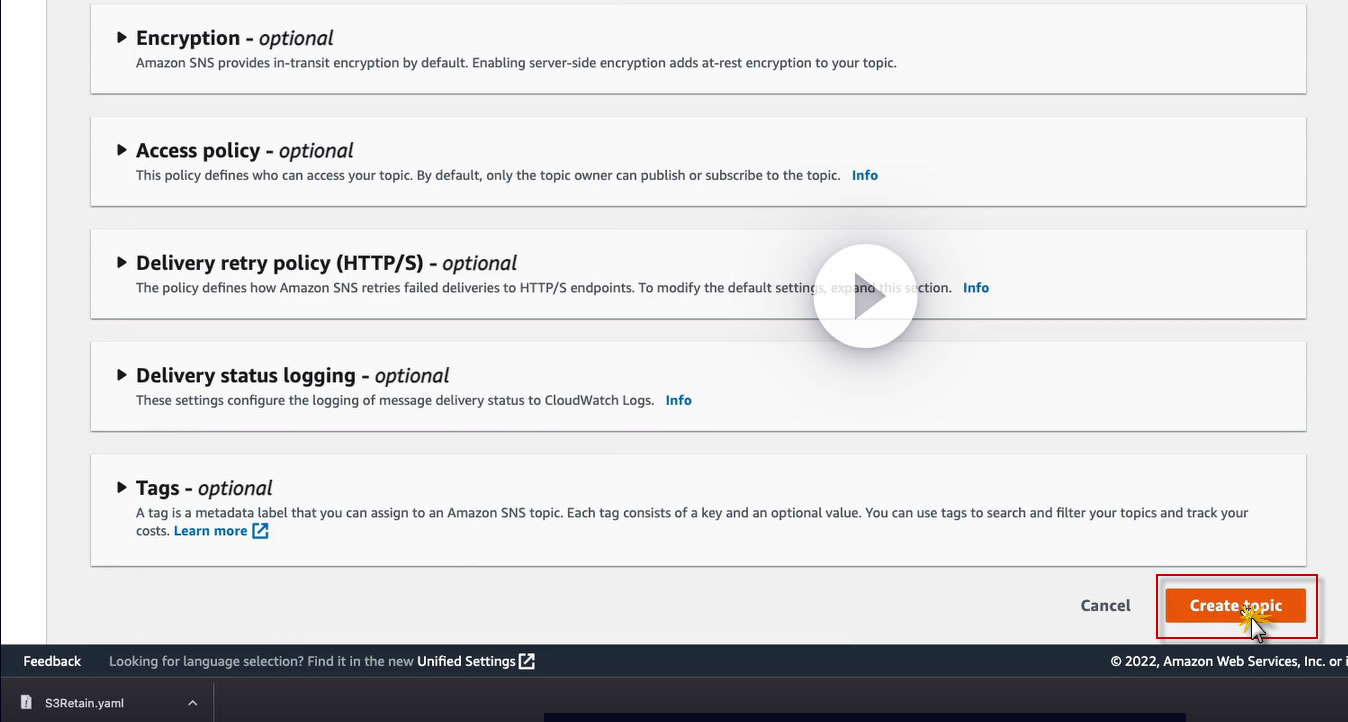 Encryption - optional
Amazon SNS provides in-transit encryption by default. Enabling server-side encryption adds at-rest encryption to your topic.
Access policy - optional
This policy defines who can access your topic. By default, only the topic owner can publish or subscribe to the topic. Info
Delivery retry policy (HTTP/S) - optional
The policy defines how Amazon SNS retries failed deliveries to HTTP/S endpoints. To modify the default settings, expand this section. Info
Delivery status logging - optional
These settings configure the logging of message delivery status to CloudWatch Logs. Info
Tags - optional
A tag is a metadata label that you can assign to an Amazon SNS topic. Each tag consists of a key and an optional value. You can use tags to search and filter your topics and track your
costs. Learn more
Cancel Create topic
Feedback Looking for language selection? Find it in the new Unified Settings © 2022, Amazon Web Services, Inc. or i
S3Retain.yaml